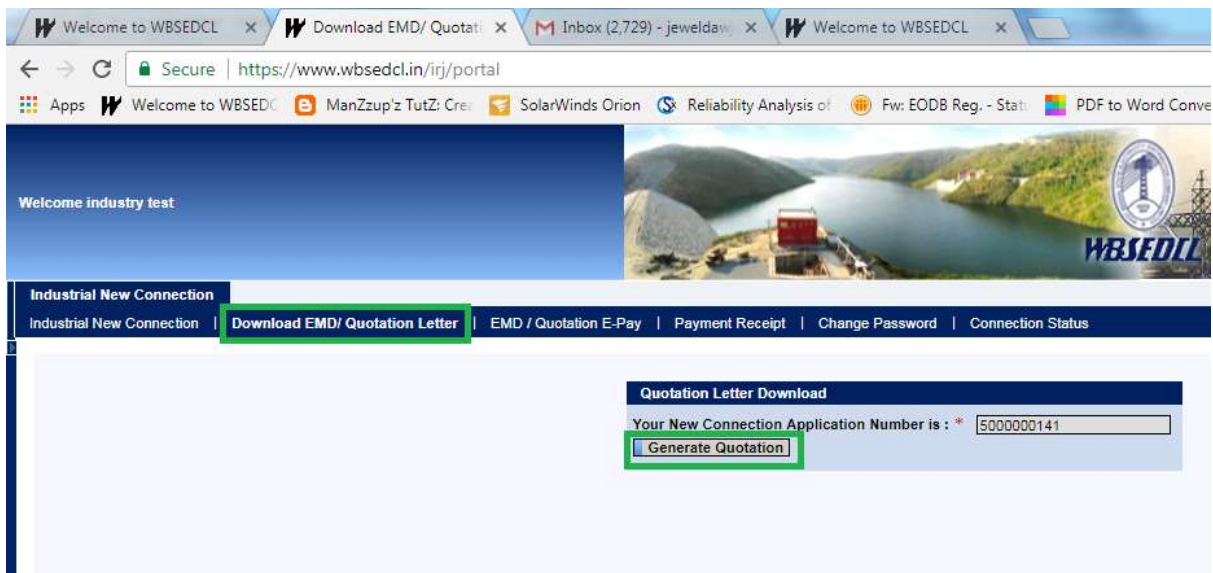 Welcome to WBSEDCL
Download EMD/ Quotati
Inbox (2,729) - jeweldaw
Welcome to WBSEDCL
Secure | https://www.wbsedcl.in/irj/portal
Apps Welcome to WBSEDC ManZzup'z TutZ: Crea SolarWinds Orion Reliability Analysis of Fw: EODB Reg. - Stat PDF to Word Conve
Welcome industry test
WBSEDCL
Industrial New Connection
Industrial New Connection | Download EMD/ Quotation Letter | EMD / Quotation E-Pay | Payment Receipt | Change Password | Connection Status
Quotation Letter Download
Your New Connection Application Number is : * 5000000141
Generate Quotation